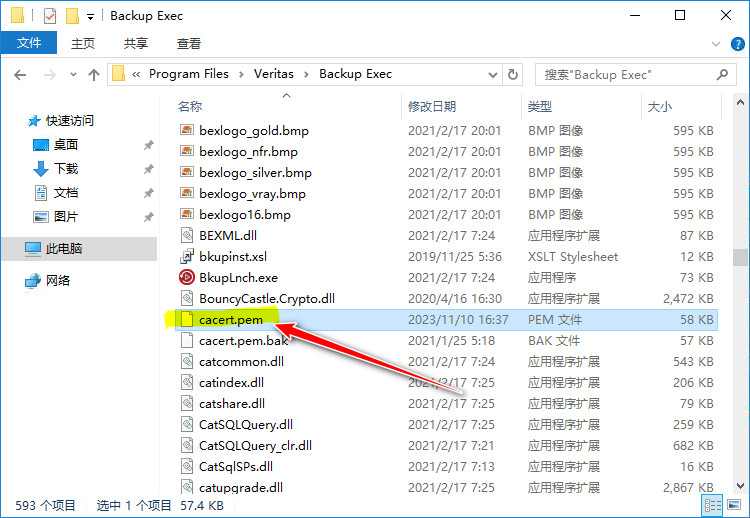 Backup Exec
文件 主页 共享 查看
« Program Files > Veritas > Backup Exec 搜索"Backup Exec"
快速访问
桌面
下载
文档
图片
此电脑
网络
名称 修改日期 类型 大小
bexlogo_gold.bmp 2021/2/17 20:01 BMP 图像 595 KB
bexlogo_nfr.bmp 2021/2/17 20:01 BMP 图像 595 KB
bexlogo_silver.bmp 2021/2/17 20:01 BMP 图像 595 KB
bexlogo_vray.bmp 2021/2/17 20:01 BMP 图像 595 KB
bexlogo16.bmp 2021/2/17 20:01 BMP 图像 595 KB
BEXML.dll 2021/2/17 7:24 应用程序扩展 87 KB
bkupinst.xsl 2019/11/25 5:36 XSLT Stylesheet 12 KB
BkupLnch.exe 2021/2/17 7:24 应用程序 73 KB
BouncyCastle.Crypto.dll 2020/4/16 16:30 应用程序扩展 2,472 KB
cacert.pem 2023/11/10 16:37 PEM 文件 58 KB
cacert.pem.bak 2021/1/25 5:18 BAK 文件 57 KB
catcommon.dll 2021/2/17 7:24 应用程序扩展 543 KB
catindex.dll 2021/2/17 7:25 应用程序扩展 206 KB
catshare.dll 2021/2/17 7:25 应用程序扩展 79 KB
CatSQLQuery.dll 2021/2/17 7:25 应用程序扩展 259 KB
CatSQLQuery_clr.dll 2021/2/17 7:21 应用程序扩展 682 KB
CatSqlSPs.dll 2021/2/17 7:13 应用程序扩展 16 KB
catupgrade.dll 2021/2/17 7:25 应用程序扩展 2,867 KB
593 个项目 选中 1 个项目 57.4 KB